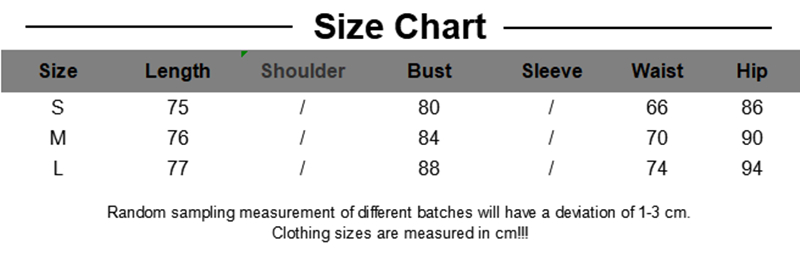 Size Chart
Size Length Shoulder Bust Sleeve Waist Hip
S 75 / 80 / 66 86
M 76 / 84 / 70 90
L 77 / 88 / 74 94
Random sampling measurement of different batches will have a deviation of 1-3 cm.
Clothing sizes are measured in cm!!!